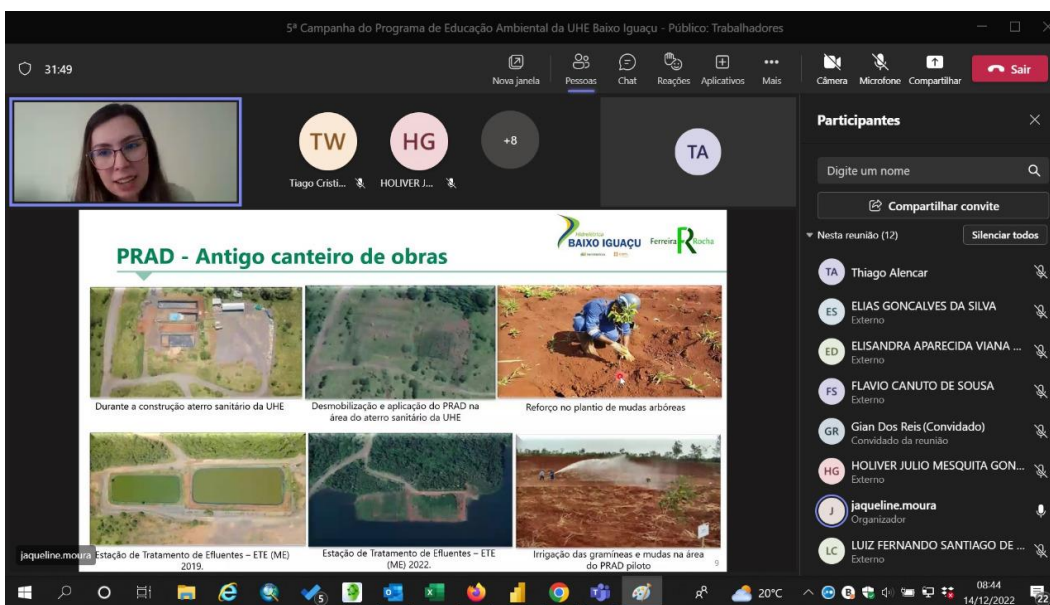 5ª Campanha do Programa de Educação Ambiental da UHE Baixo Iguaçu - Público: Trabalhadores
31:49
Nova janela
Pessoas
Chat
Reações
Aplicativos
Mais
Câmera
Microfone
Compartilhar
Sair
TW
Tiago Cristi...
HG
HOLIVER J...
+8
TA
PRAD - Antigo canteiro de obras
BAIXO IGUAÇU
Ferreira Rocha
Durante a construção aterro sanitário da UHE
Desmobilização e aplicação do PRAD na
área do aterro sanitário da UHE
Reforço no plantio de mudas arbóreas
Estação de Tratamento de Efluentes – ETE (ME)
2019.
Estação de Tratamento de Efluentes – ETE
(ME) 2022.
Irrigação das gramíneas e mudas na área
do PRAD piloto
9
jaqueline.moura
Participantes
Digite um nome
Compartilhar convite
Nesta reunião (12)
Silenciar todos
TA
Thiago Alencar
ES
ELIAS GONCALVES DA SILVA
Externo
ED
ELISANDRA APARECIDA VIANA ...
Externo
FS
FLAVIO CANUTO DE SOUSA
Externo
GR
Gian Dos Reis (Convidado)
Convidado da reunião
HG
HOLIVER JULIO MESQUITA GON...
Externo
J
jaqueline.moura
Organizador
LC
LUIZ FERNANDO SANTIAGO DE ...
Externo
5
20°C
08:44
14/12/2022
22